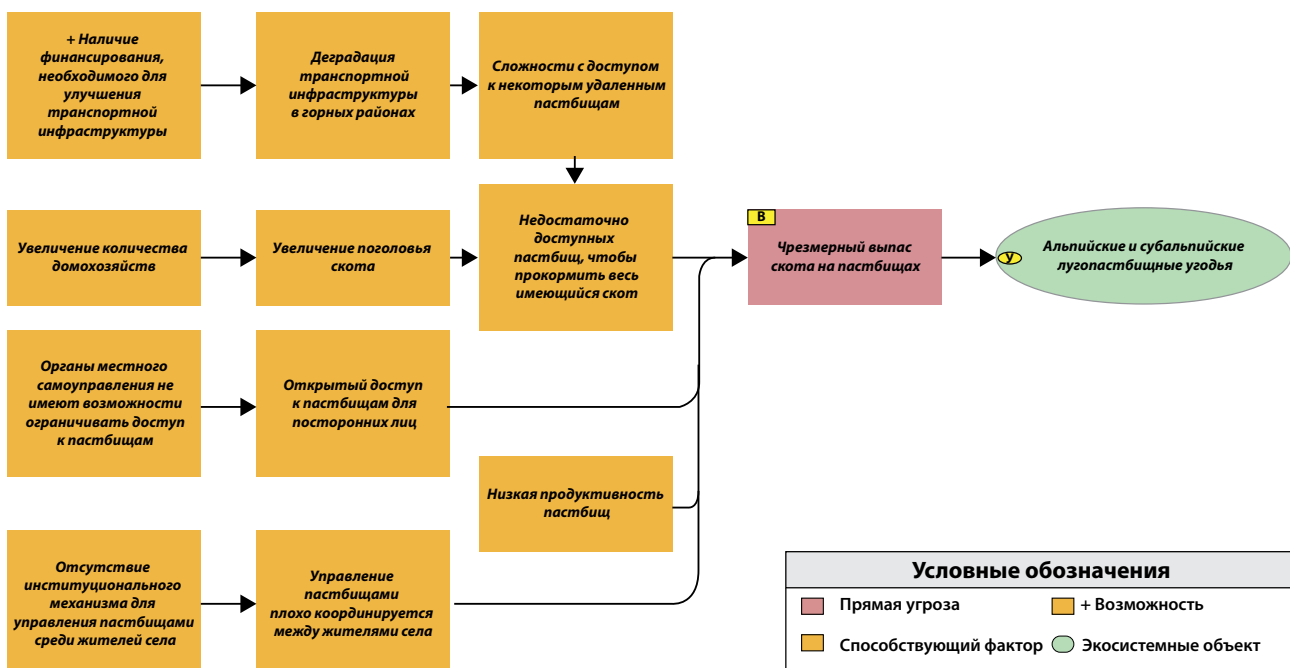 + Наличие
финансирования,
необходимого для
улучшения
транспортной
инфраструктуры
Деградация
транспортной
инфраструктуры
в горных районах
Сложности с доступом
к некоторым удаленным
пастбищам
Увеличение количества
домохозяйств
Увеличение поголовья
скота
Недостаточно
доступных
пастбищ, чтобы
прокормить весь
имеющийся скот
В
Чрезмерный выпас
скота на пастбищах
У
Альпийские и субальпийские
лугопастбищные угодья
Органы местного
самоуправления не
имеют возможности
ограничивать доступ
к пастбищам
Открытый доступ
к пастбищам для
посторонних лиц
Низкая продуктивность
пастбищ
Отсутствие
институционального
механизма для
управления пастбищами
среди жителей села
Управление
пастбищами
плохо координируется
между жителями села
Условные обозначения
Прямая угроза
+ Возможность
Способствующий фактор
Экосистемные объект